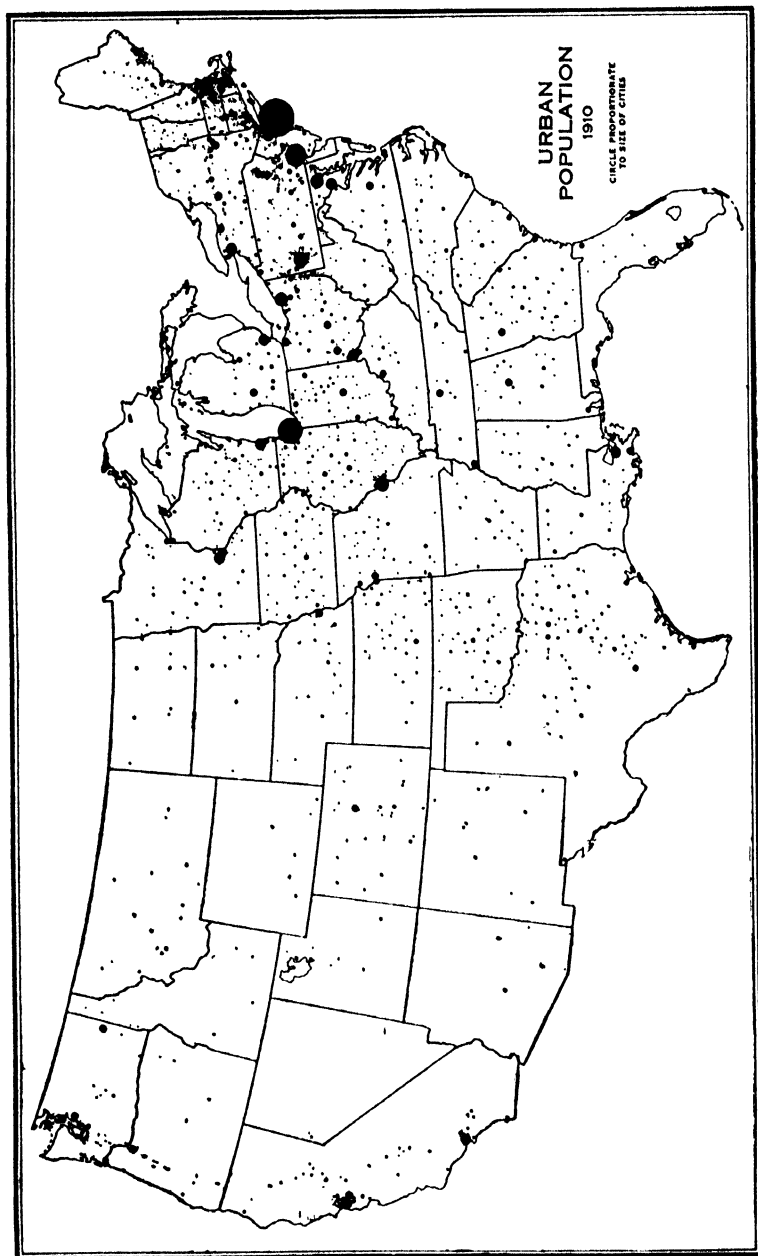 URBAN
POPULATION
1910
CIRCLE PROPORTIONATE
TO SIZE OF CITIES